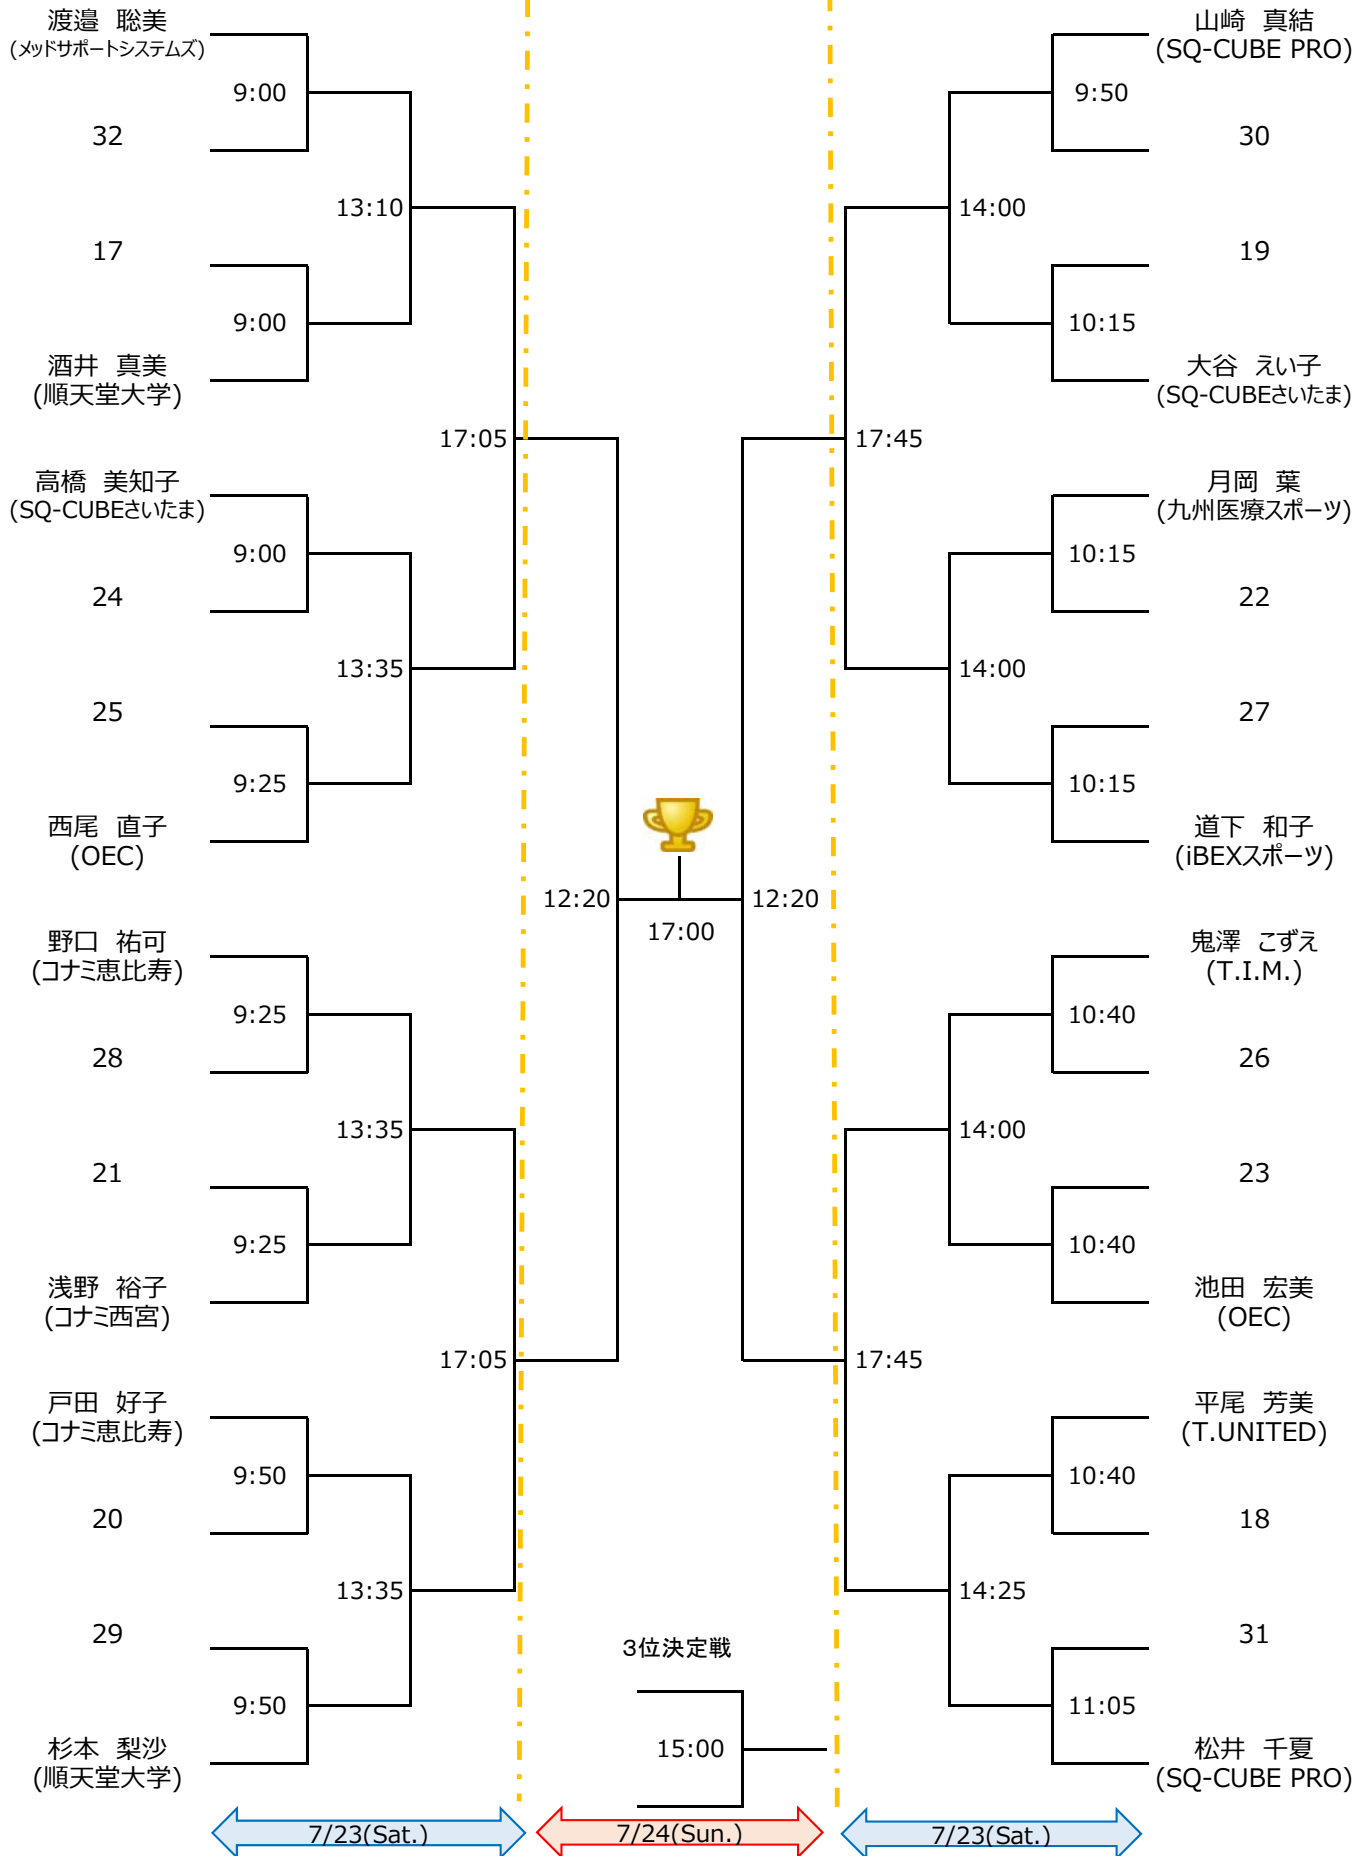 渡邉 聡美
(メッドサポートシステムズ)
9:00
32
13:10
17
9:00
酒井 真美
(順天堂大学)
17:05
高橋 美知子
(SQ-CUBEさいたま)
9:00
24
13:35
25
9:25
西尾 直子
(OEC)
12:20
野口 祐可
(コナミ恵比寿)
9:25
28
13:35
21
9:25
浅野 裕子
(コナミ西宮)
17:05
戸田 好子
(コナミ恵比寿)
9:50
20
13:35
29
9:50
杉本 梨沙
(順天堂大学)
7/23(Sat.)
17:00
3位決定戦
15:00
7/24(Sun.)
山崎 真結
(SQ-CUBE PRO)
9:50
30
14:00
19
10:15
大谷 えい子
(SQ-CUBEさいたま)
17:45
月岡 葉
(九州医療スポーツ)
10:15
22
14:00
27
10:15
道下 和子
(iBEXスポーツ)
12:20
鬼澤 こずえ
(T.I.M.)
10:40
26
14:00
23
10:40
池田 宏美
(OEC)
17:45
平尾 芳美
(T.UNITED)
10:40
18
14:25
31
11:05
松井 千夏
(SQ-CUBE PRO)
7/23(Sat.)